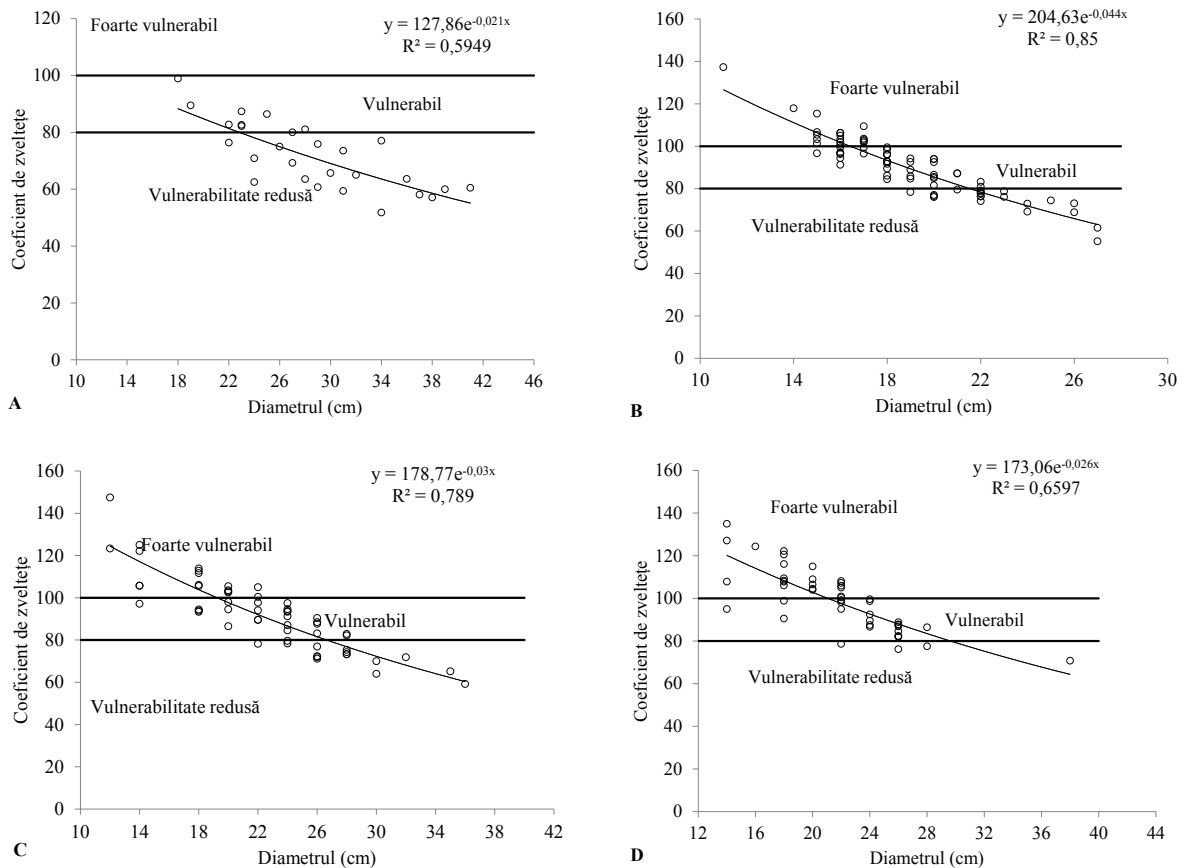 120
100
80
60
40
20
0
Coeficient de zveltețe
Foarte vulnerabil
y = 127,86e-0,021x
R² = 0,5949
Vulnerabil
Vulnerabilitate redusă
10 14 18 22 26 30 34 38 42 46
Diametrul (cm)
A
160
140
120
100
80
60
40
20
0
Coeficient de zveltețe
y = 204,63e-0,044x
R² = 0,85
Foarte vulnerabil
Vulnerabil
Vulnerabilitate redusă
10 14 18 22 26 30
Diametrul (cm)
B
160
140
120
100
80
60
40
20
0
Coeficient de zveltețe
y = 178,77e-0,03x
R² = 0,789
Foarte vulnerabil
Vulnerabil
Vulnerabilitate redusă
10 14 18 22 26 30 34 38 42
Diametrul (cm)
C
160
140
120
100
80
60
40
20
0
Coeficient de zveltețe
y = 173,06e-0,026x
R² = 0,6597
Foarte vulnerabil
Vulnerabil
Vulnerabilitate redusă
12 16 20 24 28 32 36 40 44
Diametrul (cm)
D